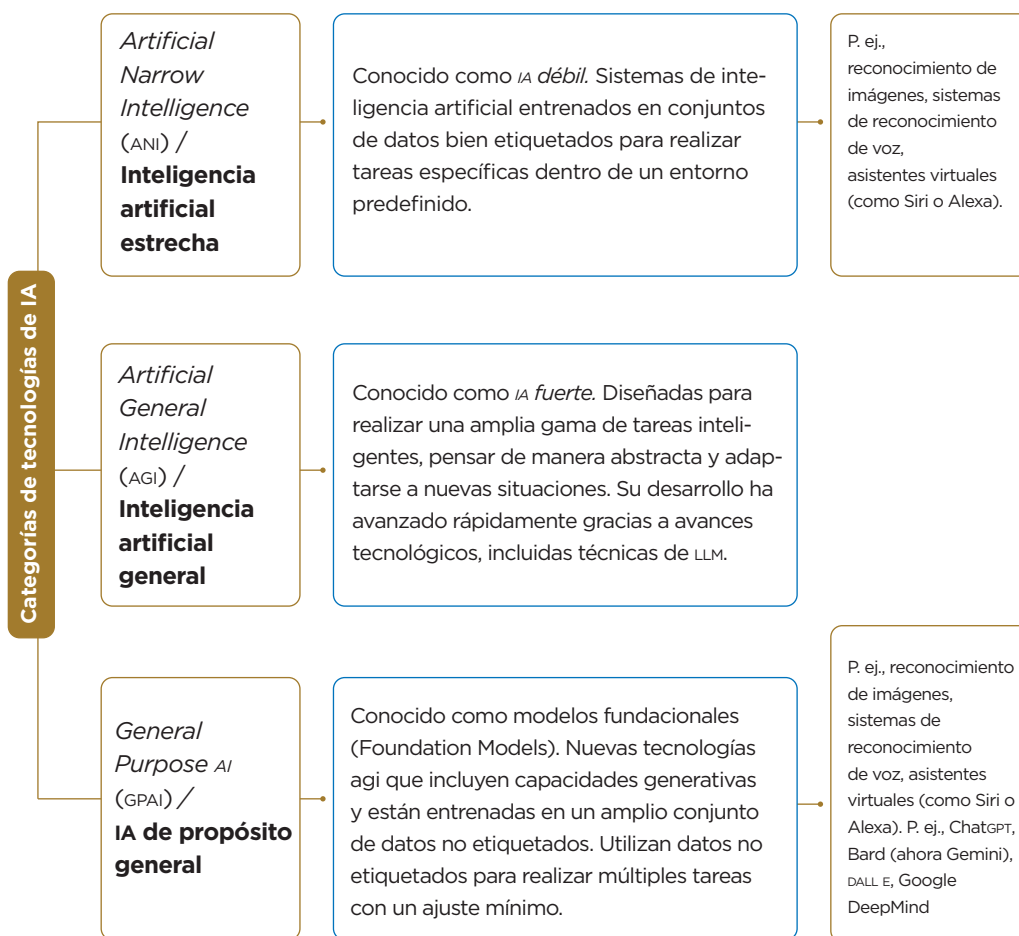 Categorías de tecnologías de IA
Artificial
Narrow
Intelligence
(ANI) /
Inteligencia
artificial
estrecha
Conocido como IA débil. Sistemas de inte-
ligencia artificial entrenados en conjuntos
de datos bien etiquetados para realizar
tareas específicas dentro de un entorno
predefinido.
P. ej.,
reconocimiento de
imágenes, sistemas
de reconocimiento
de voz,
asistentes virtuales
(como Siri o Alexa).
Artificial
General
Intelligence
(AGI) /
Inteligencia
artificial
general
Conocido como IA fuerte. Diseñadas para
realizar una amplia gama de tareas inteli-
gentes, pensar de manera abstracta y adap-
tarse a nuevas situaciones. Su desarrollo ha
avanzado rápidamente gracias a avances
tecnológicos, incluidas técnicas de LLM.
General
Purpose AI
(GPAI) /
IA de propósito
general
Conocido como modelos fundacionales
(Foundation Models). Nuevas tecnologías
agi que incluyen capacidades generativas
y están entrenadas en un amplio conjunto
de datos no etiquetados. Utilizan datos no
etiquetados para realizar múltiples tareas
con un ajuste mínimo.
P. ej., reconocimiento
de imágenes,
sistemas de
reconocimiento
de voz, asistentes
virtuales (como Siri o
Alexa). P. ej., ChatGPT,
Bard (ahora Gemini),
DALL E, Google
DeepMind